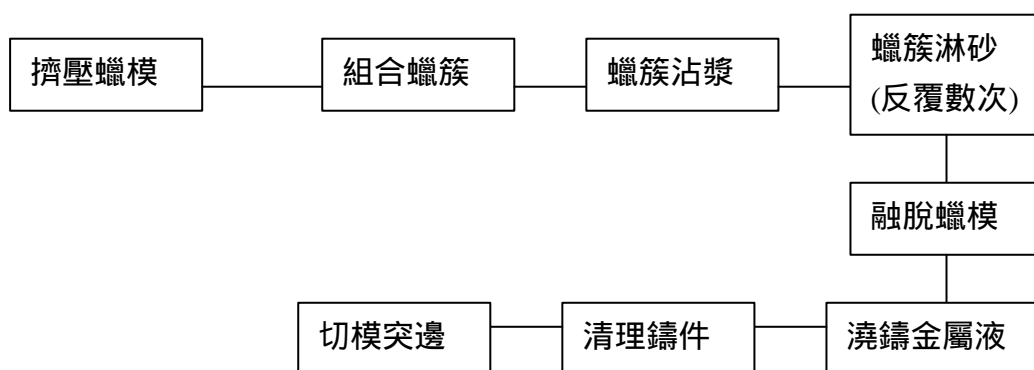 擠壓蠟模
組合蠟簇
蠟簇沾漿
蠟簇淋砂
(反覆數次)
融脫蠟模
澆鑄金屬液
清理鑄件
切模突邊